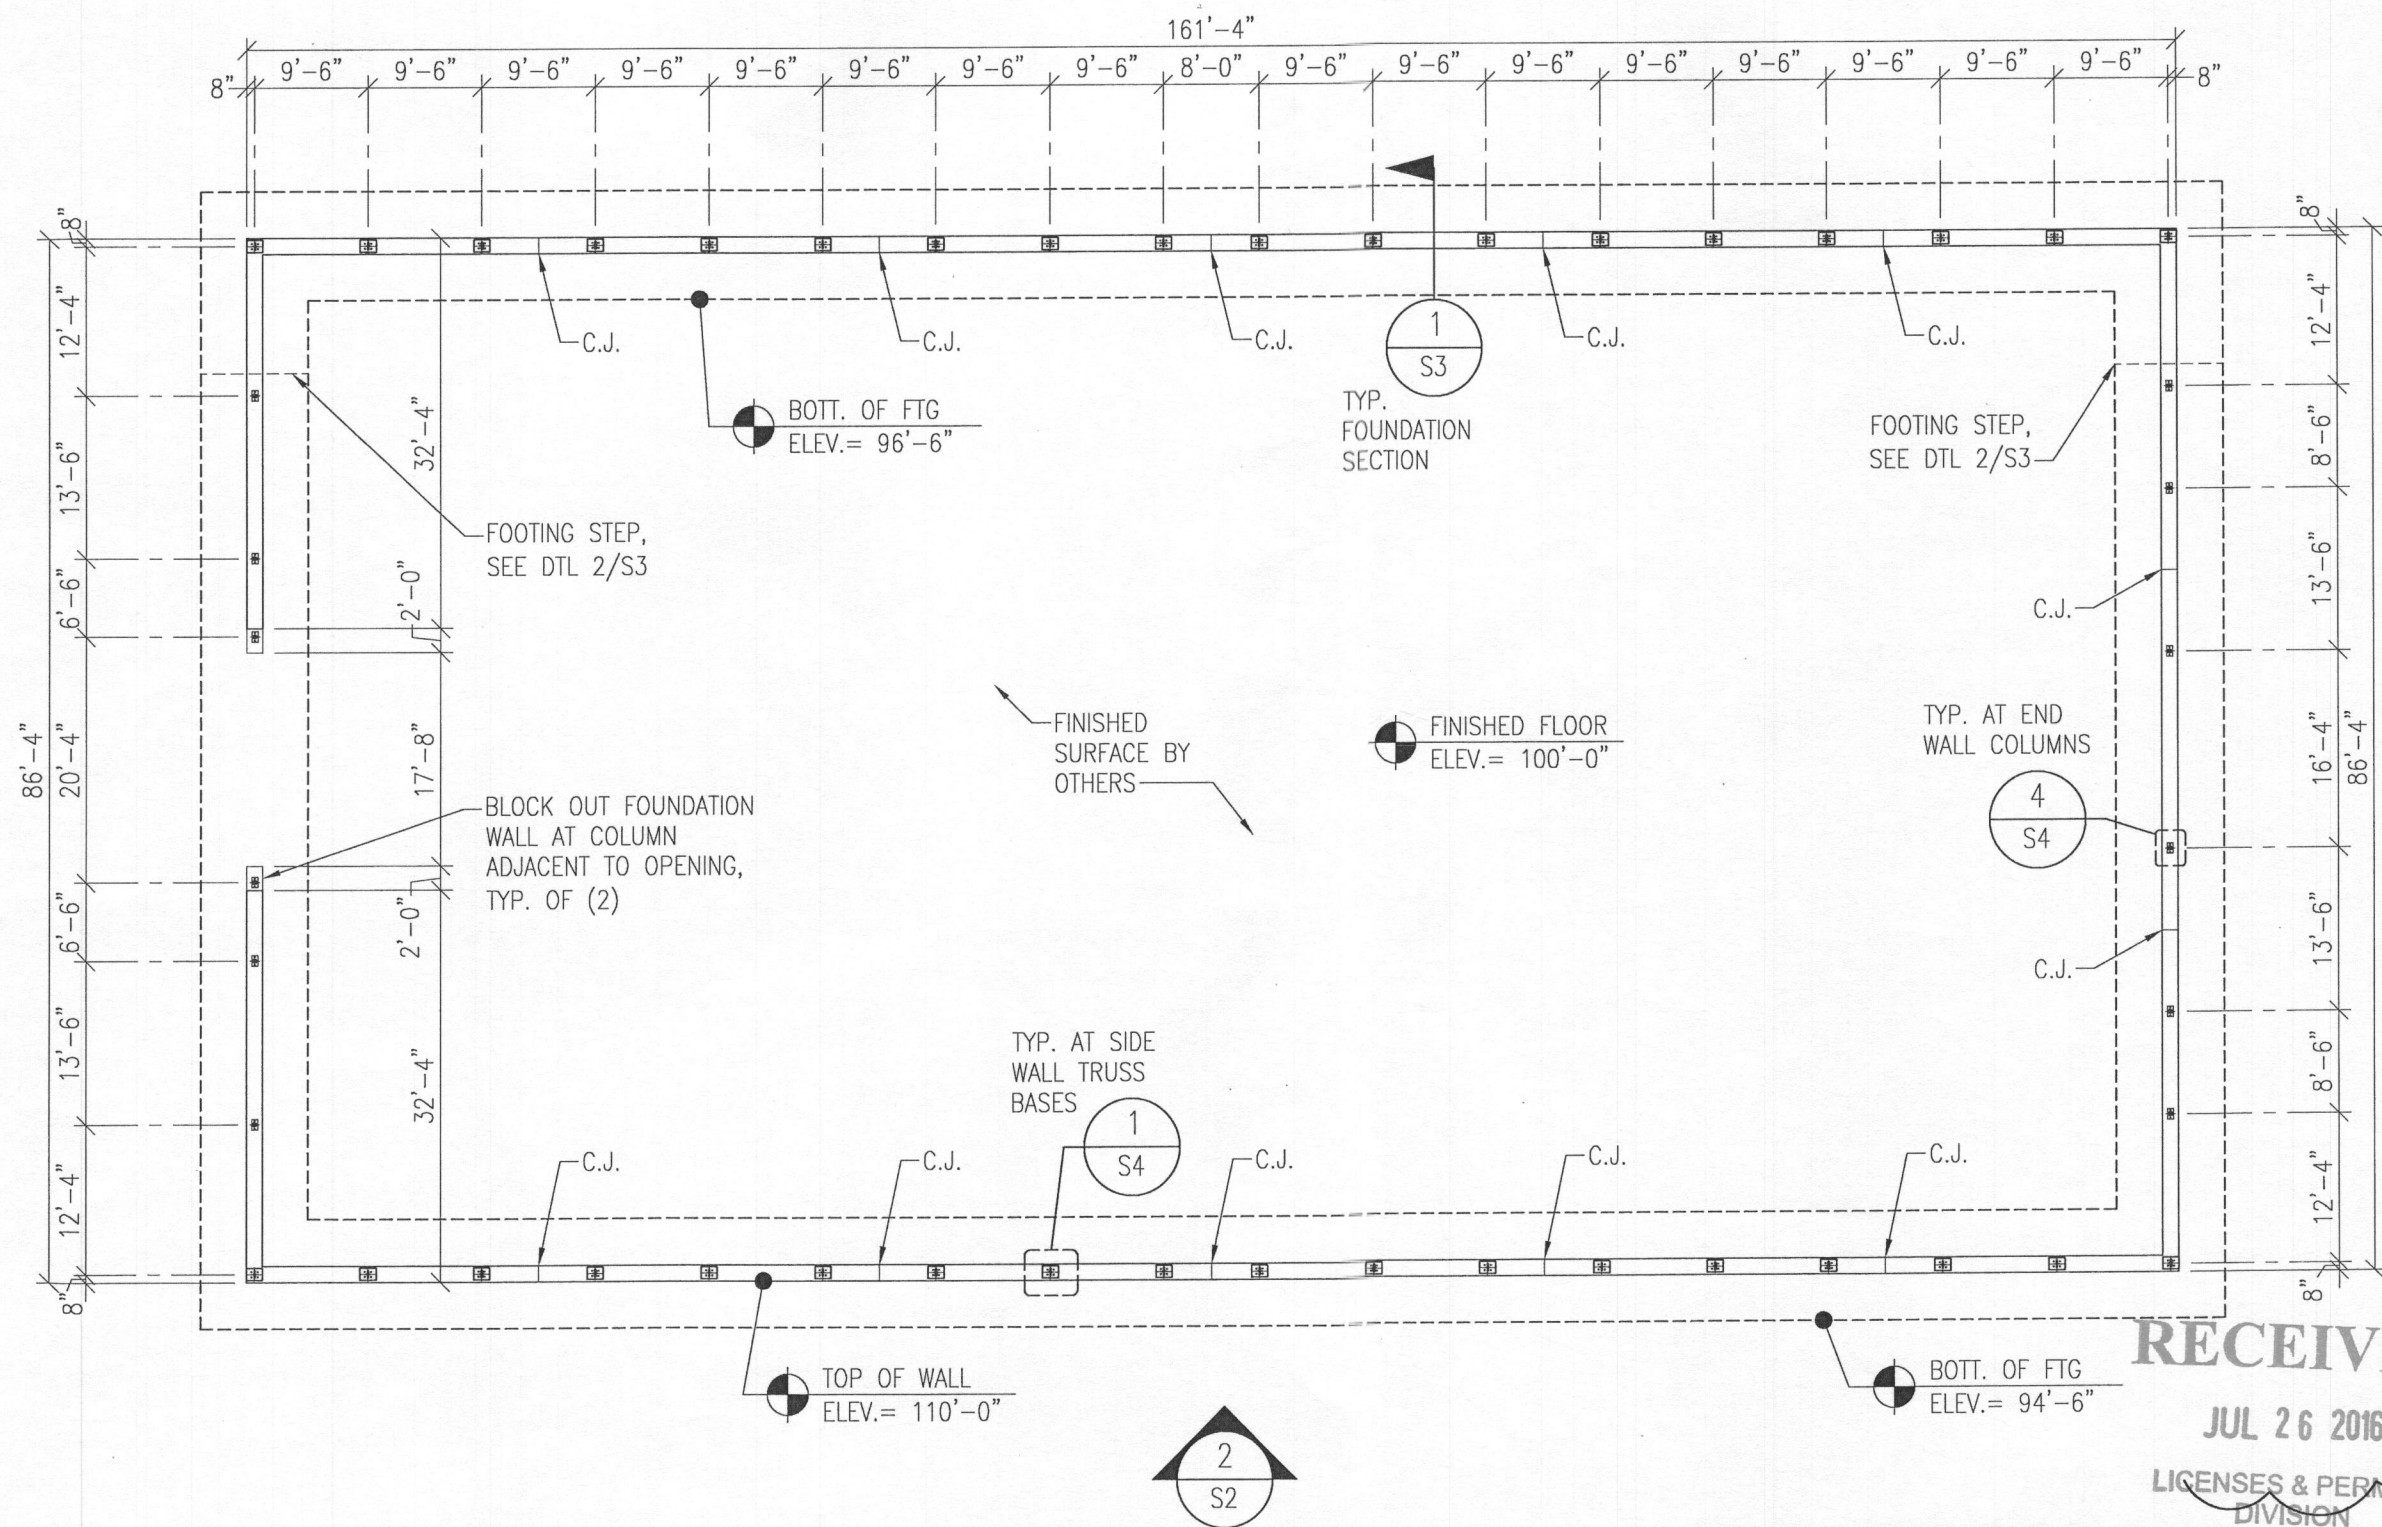 161'-4"
8" 9'-6" 9'-6" 9'-6" 9'-6" 9'-6" 9'-6" 9'-6" 9'-6" 8'-0" 9'-6" 9'-6" 9'-6" 9'-6" 9'-6" 9'-6" 9'-6" 9'-6" 8"
86'-4"
8"
12'-4"
13'-6"
6'-6"
20'-4"
6'-6"
13'-6"
12'-4"
8"
32'-4"
2'-0"
17'-8"
2'-0"
32'-4"
C.J.
C.J.
C.J.
C.J.
C.J.
BOTT. OF FTG
ELEV.= 96'-6"
1
S3
TYP.
FOUNDATION
SECTION
FOOTING STEP,
SEE DTL 2/S3
FOOTING STEP,
SEE DTL 2/S3
BLOCK OUT FOUNDATION
WALL AT COLUMN
ADJACENT TO OPENING,
TYP. OF (2)
FINISHED
SURFACE BY
OTHERS
FINISHED FLOOR
ELEV.= 100'-0"
C.J.
TYP. AT END
WALL COLUMNS
4
S4
C.J.
8"
12'-4"
8'-6"
13'-6"
16'-4"
13'-6"
8'-6"
12'-4"
8"
86'-4"
TYP. AT SIDE
WALL TRUSS
BASES
1
S4
C.J.
C.J.
C.J.
C.J.
C.J.
TOP OF WALL
ELEV.= 110'-0"
BOTT. OF FTG
ELEV.= 94'-6"
2
S2
JUL 26 2016
LICENSES &
DIVISION